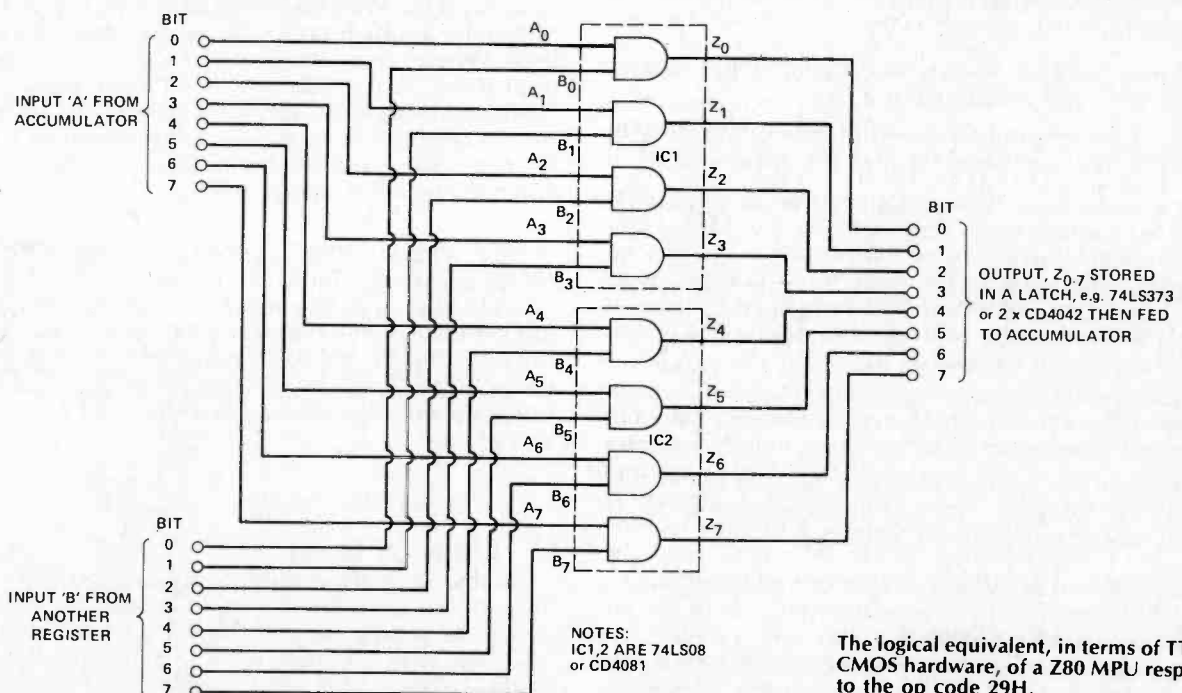 BIT
0
1
2
3
4
5
6
7
INPUT 'A' FROM
ACCUMULATOR
A0
B0
Z0
A1
B1
Z1
IC1
A2
B2
Z2
A3
B3
Z3
A4
B4
Z4
A5
B5
Z5
IC2
A6
B6
Z6
A7
B7
Z7
BIT
0
1
2
3
4
5
6
7
OUTPUT, Z0-7 STORED
IN A LATCH, e.g. 74LS373
or 2 x CD4042 THEN FED
TO ACCUMULATOR
BIT
0
1
2
3
4
5
6
7
INPUT 'B' FROM
ANOTHER
REGISTER
NOTES:
IC1,2 ARE 74LS08
or CD4081
The logical equivalent, in terms of
CMOS hardware, of a Z80 MPU
to the op code 29H.